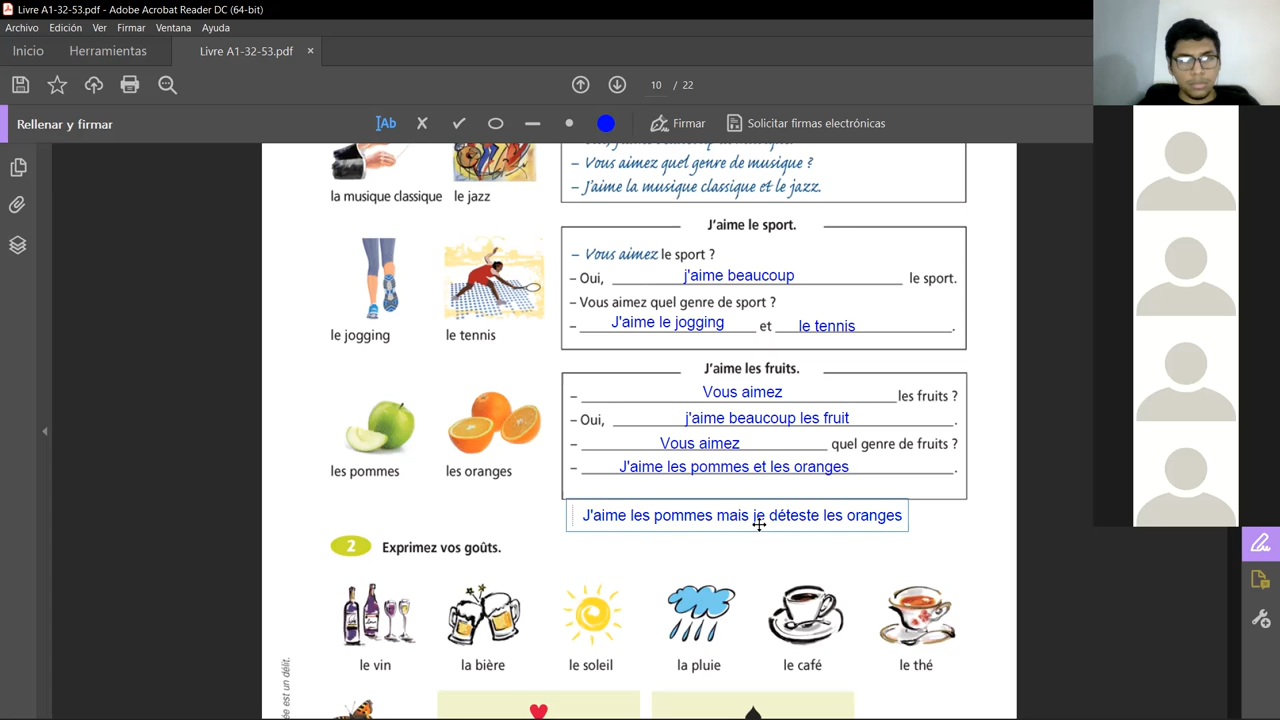 Livre A1-32-53.pdf - Adobe Acrobat Reader DC (64-bit)
Archivo Edición Ver Firmar Ventana Ayuda
Inicio Herramientas Livre A1-32-53.pdf ×
10 / 22
Rellenar y firmar Ab Firmar Solicitar firmas electrónicas
– Vous aimez quel genre de musique ?
– J'aime la musique classique et le jazz.
la musique classique le jazz
J'aime le sport.
– Vous aimez le sport ?
– Oui, j'aime beaucoup le sport.
– Vous aimez quel genre de sport ?
– J'aime le jogging et le tennis.
le jogging le tennis
J'aime les fruits.
– Vous aimez les fruits ?
– Oui, j'aime beaucoup les fruit.
– Vous aimez quel genre de fruits ?
– J'aime les pommes et les oranges.
les pommes les oranges
J'aime les pommes mais je déteste les oranges
2 Exprimez vos goûts.
le vin la bière le soleil la pluie le café le thé
ée est un délit.